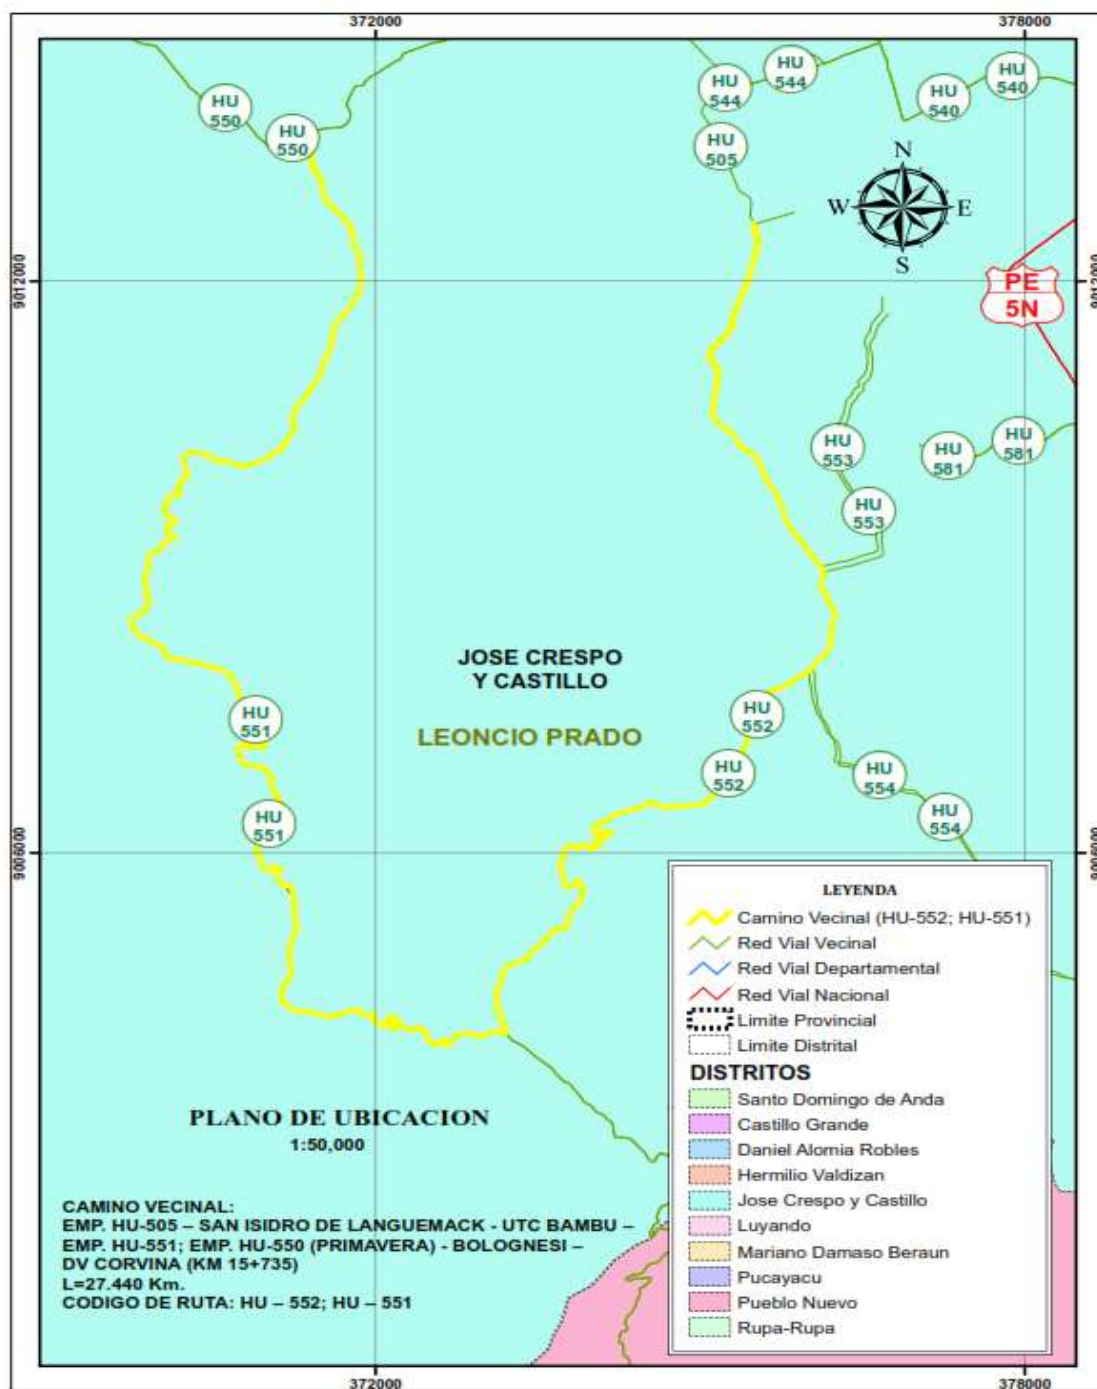 372000
378000
HU
550
HU
550
HU
544
HU
544
HU
540
HU
540
HU
505
N
W
E
S
9012000
9012000
PE
5N
HU
553
HU
581
HU
581
HU
553
JOSE CRESPO
Y CASTILLO
LEONCIO PRADO
HU
551
HU
552
HU
552
HU
554
HU
551
HU
554
9006000
9006000
LEYENDA
Camino Vecinal (HU-552; HU-551)
Red Vial Vecinal
Red Vial Departamental
Red Vial Nacional
Limite Provincial
Limite Distrital
DISTRITOS
Santo Domingo de Anda
Castillo Grande
Daniel Alomia Robles
Hermilio Valdizan
Jose Crespo y Castillo
Luyando
Mariano Damaso Beraun
Pucayacu
Pueblo Nuevo
Rupa-Rupa
PLANO DE UBICACION
1:50,000
CAMINO VECINAL:
EMP. HU-505 – SAN ISIDRO DE LANGUEMACK - UTC BAMBU –
EMP. HU-551; EMP. HU-550 (PRIMAVERA) - BOLOGNESI –
DV CORVINA (KM 15+735)
L=27.440 Km.
CODIGO DE RUTA: HU – 552; HU – 551
372000
378000